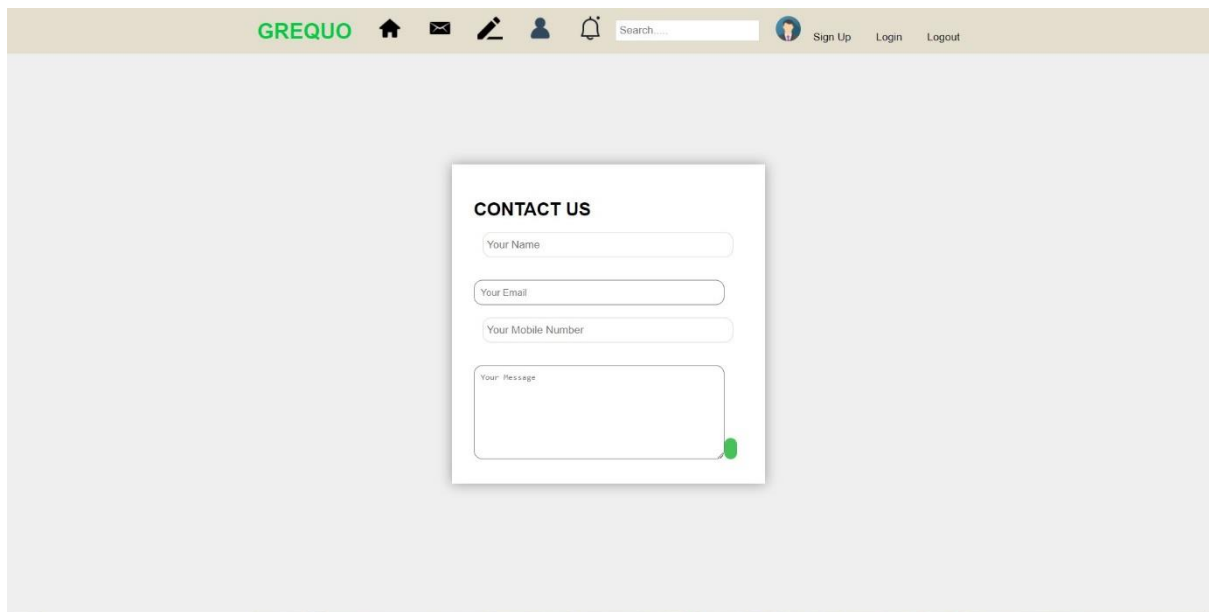 GREQUO Search..... Sign Up Login Logout
CONTACT US
Your Name
Your Email
Your Mobile Number
Your Message